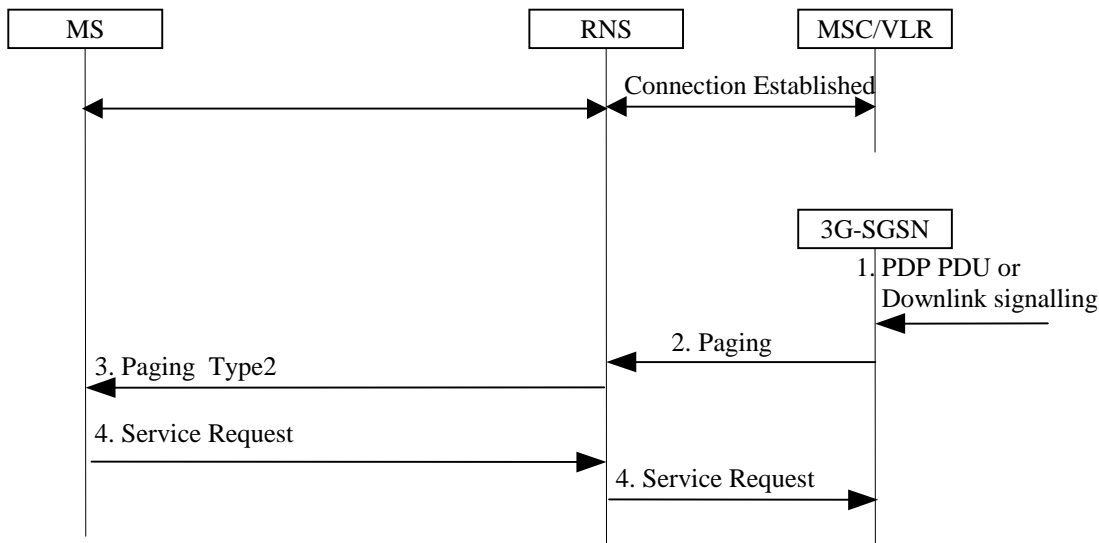 MS
RNS
MSC/VLR
Connection Established
3G-SGSN
1. PDP PDU or
Downlink signalling
2. Paging
3. Paging Type2
4. Service Request
4. Service Request